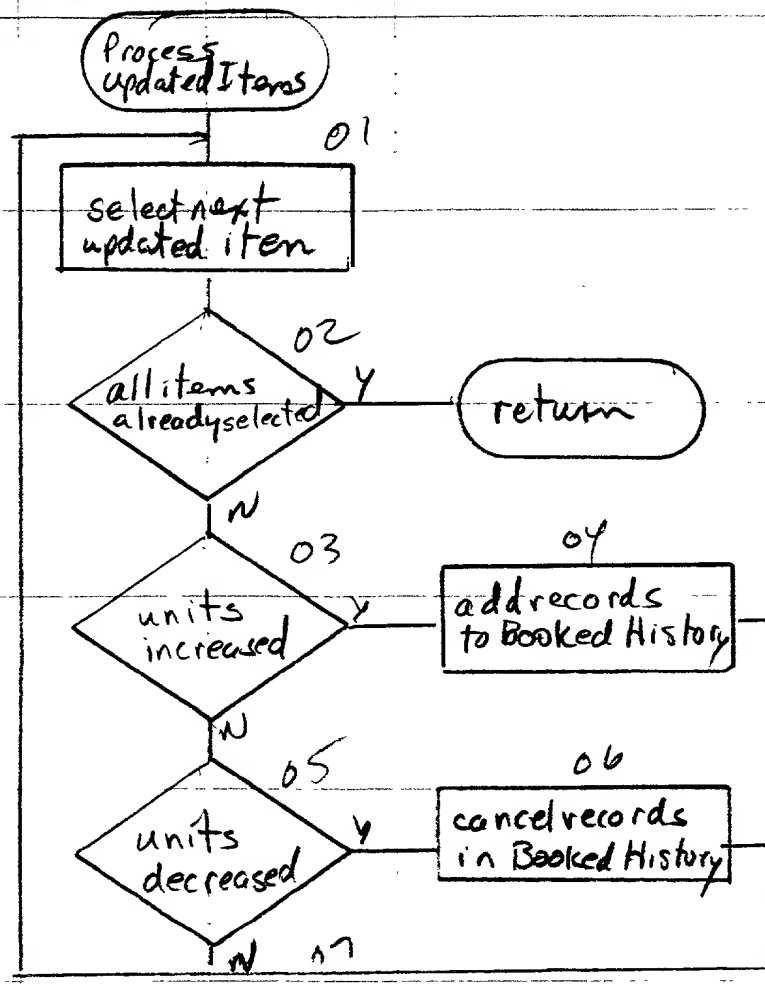 Process
updated Items
01
select next
updated item
02
all items
already selected
Y
return
N
03
units
increased
Y
04
add records
to Booked History
N
05
units
decreased
Y
06
cancel records
in Booked History
N